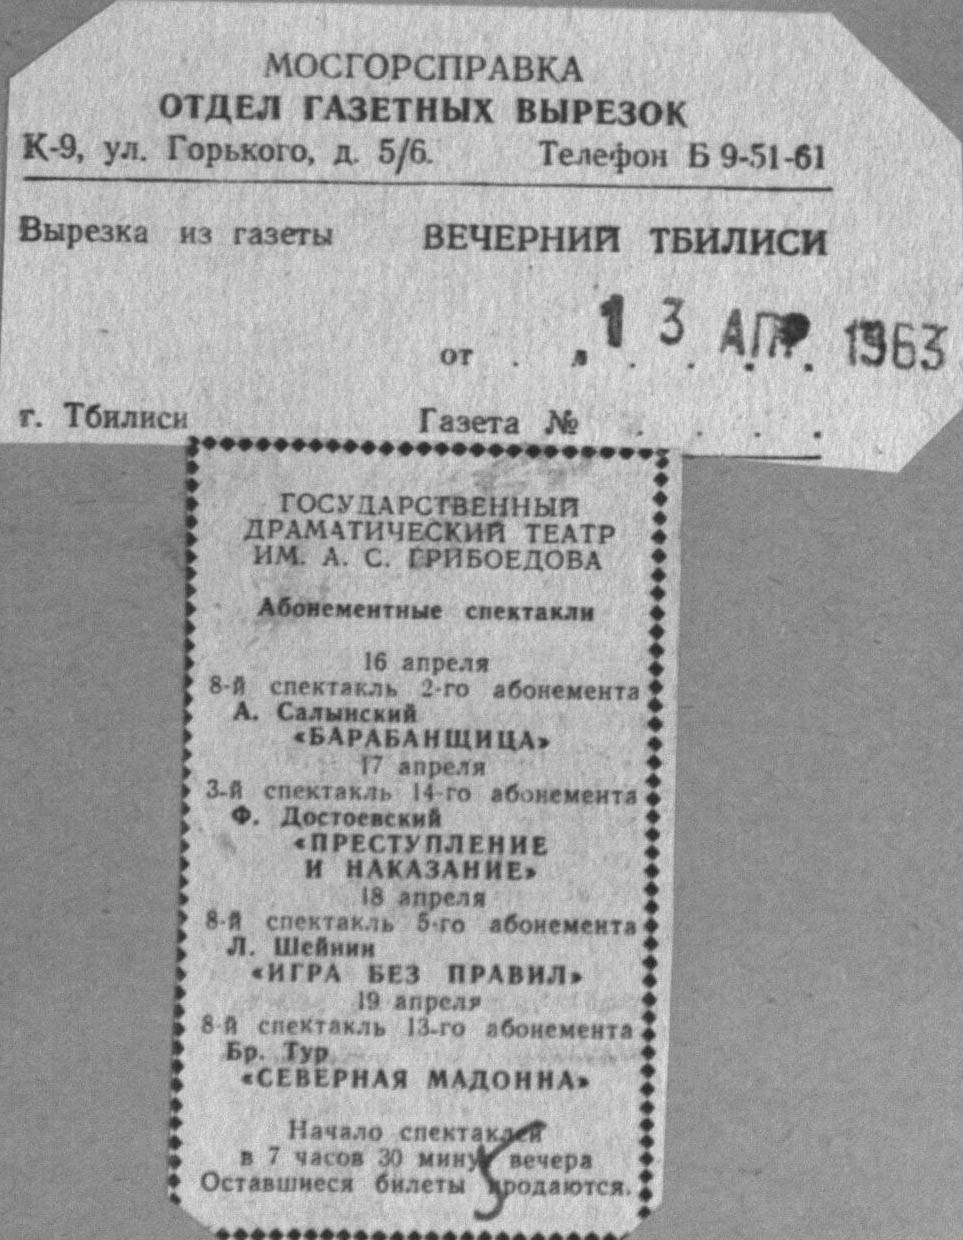 МОСГОРСПРАВКА
ОТДЕЛ ГАЗЕТНЫХ ВЫРЕЗОК
К-9, ул. Горького, д. 5/6. Телефон Б 9-51-61
Вырезка из газеты ВЕЧЕРНИЙ ТБИЛИСИ
от . . . . . . 13 АПР 1963
г. Тбилиси Газета № . . . .
ГОСУДАРСТВЕННЫЙ
ДРАМАТИЧЕСКИЙ ТЕАТР
ИМ. А. С. ГРИБОЕДОВА
Абонементные спектакли
16 апреля
8-й спектакль 2-го абонемента
А. Салынский
«БАРАБАНЩИЦА»
17 апреля
3-й спектакль 14-го абонемента
Ф. Достоевский
«ПРЕСТУПЛЕНИЕ
И НАКАЗАНИЕ»
18 апреля
8-й спектакль 5-го абонемента
Л. Шейнин
«ИГРА БЕЗ ПРАВИЛ»
19 апреля
8-й спектакль 13-го абонемента
Бр. Тур
«СЕВЕРНАЯ МАДОННА»
Начало спектаклей
в 7 часов 30 минут вечера
Оставшиеся билеты продаются.
5